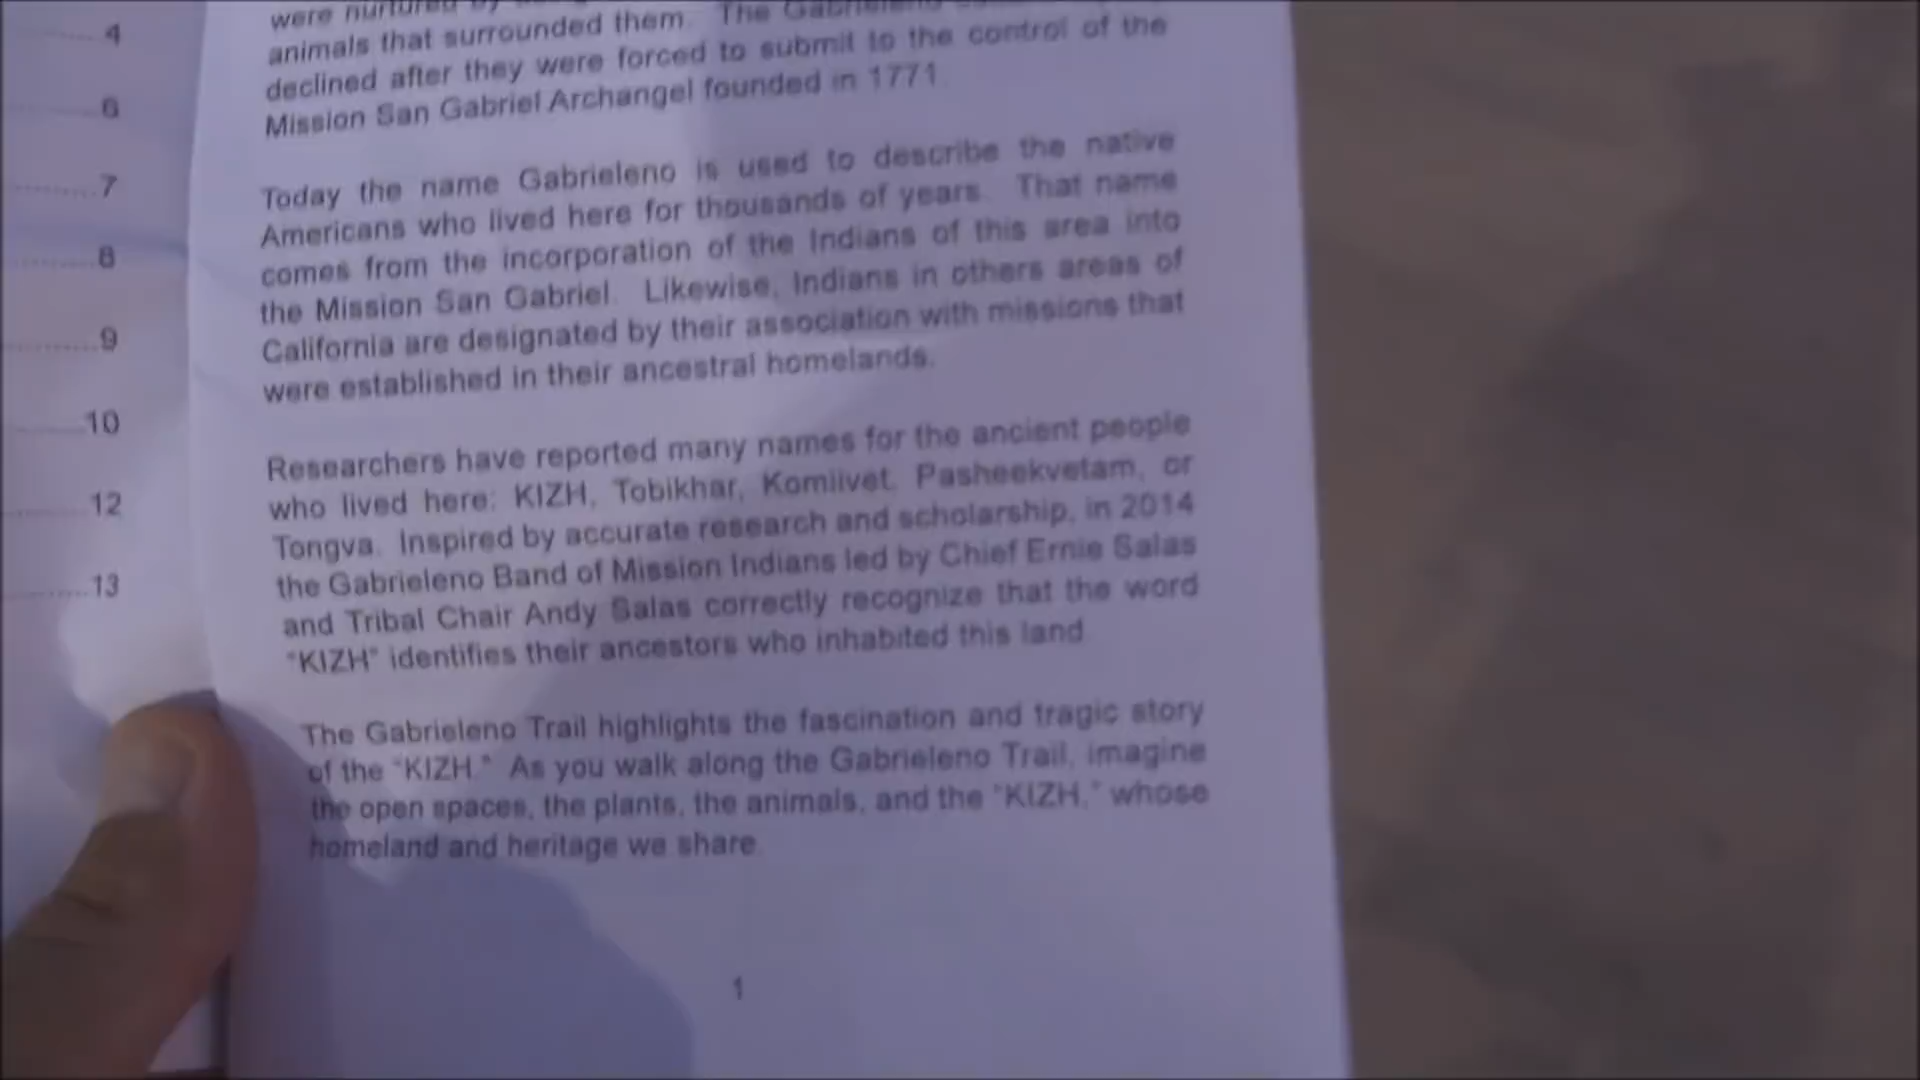 4
6
7
8
9
10
12
13
were nurtured by
animals that surrounded them. The Gabrieleno
declined after they were forced to submit to the control of the
Mission San Gabriel Archangel founded in 1771.
Today the name Gabrieleno is used to describe the native
Americans who lived here for thousands of years. That name
comes from the incorporation of the Indians of this area into
the Mission San Gabriel. Likewise, Indians in others areas of
California are designated by their association with missions that
were established in their ancestral homelands.
Researchers have reported many names for the ancient people
who lived here; KIZH, Tobikhar, Komiivet, Pasheekvetam, or
Tongva. Inspired by accurate research and scholarship, in 2014
the Gabrieleno Band of Mission Indians led by Chief Ernie Salas
and Tribal Chair Andy Salas correctly recognize that the word
"KIZH" identifies their ancestors who inhabited this land.
The Gabrieleno Trail highlights the fascination and tragic story
of the "KIZH." As you walk along the Gabrieleno Trail, imagine
the open spaces, the plants, the animals, and the "KIZH," whose
homeland and heritage we share.
1